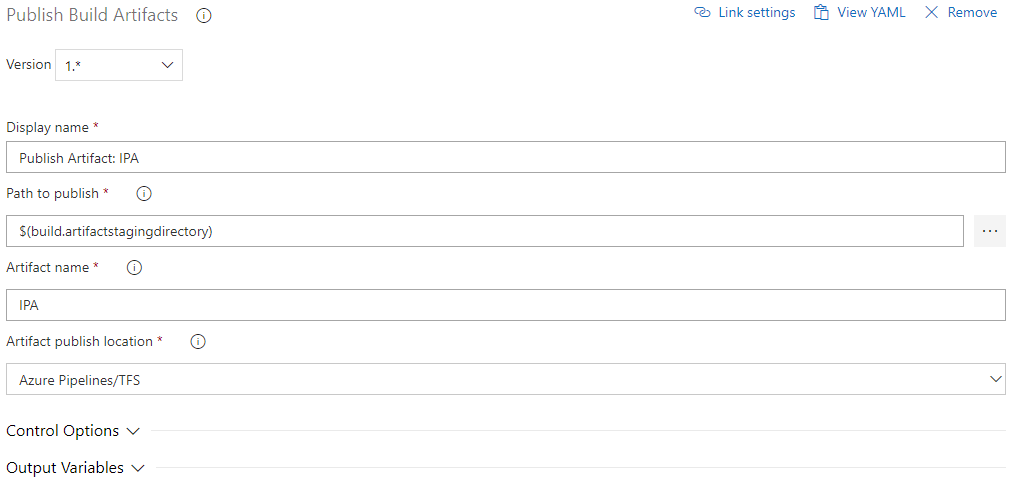 Publish Build Artifacts
Link settings
View YAML
Remove
Version 1.*
Display name *
Publish Artifact: IPA
Path to publish *
$(build.artifactstagingdirectory)
...
Artifact name *
IPA
Artifact publish location *
Azure Pipelines/TFS
Control Options
Output Variables